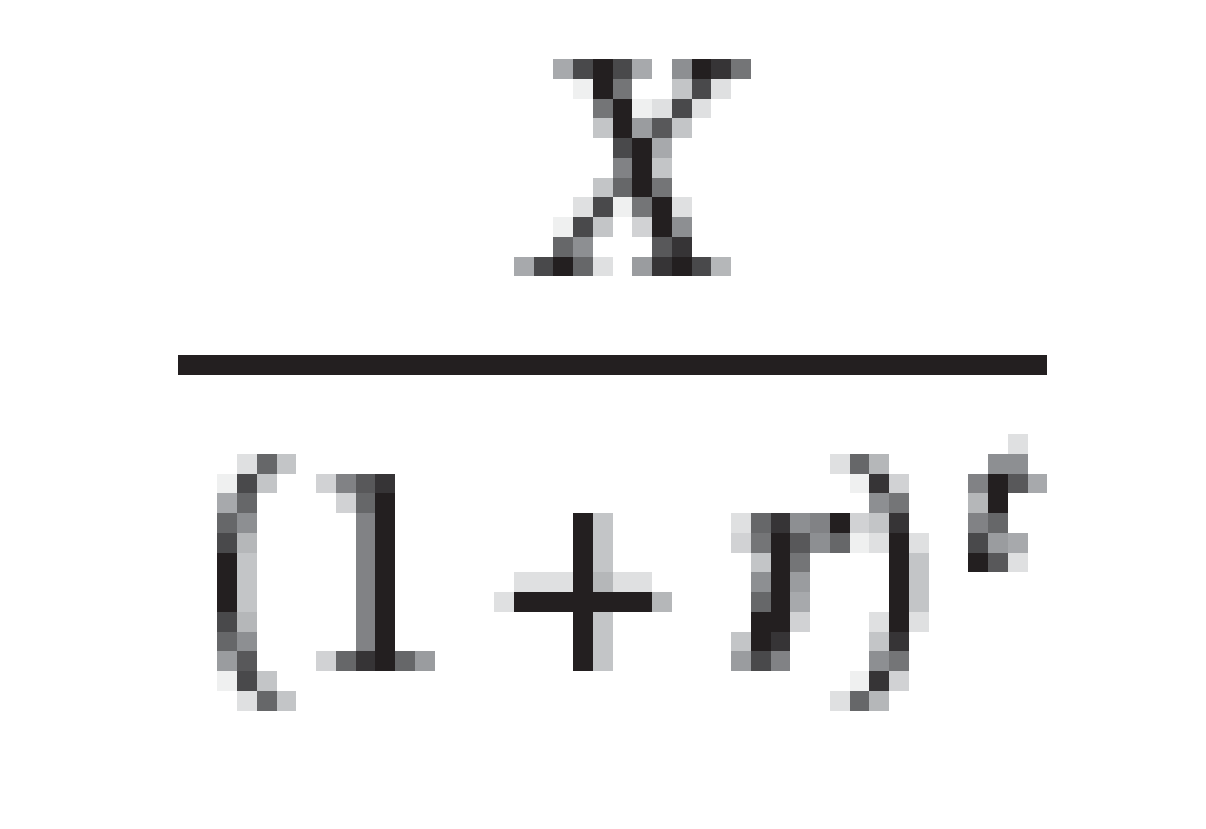 X
(1 + r)^t